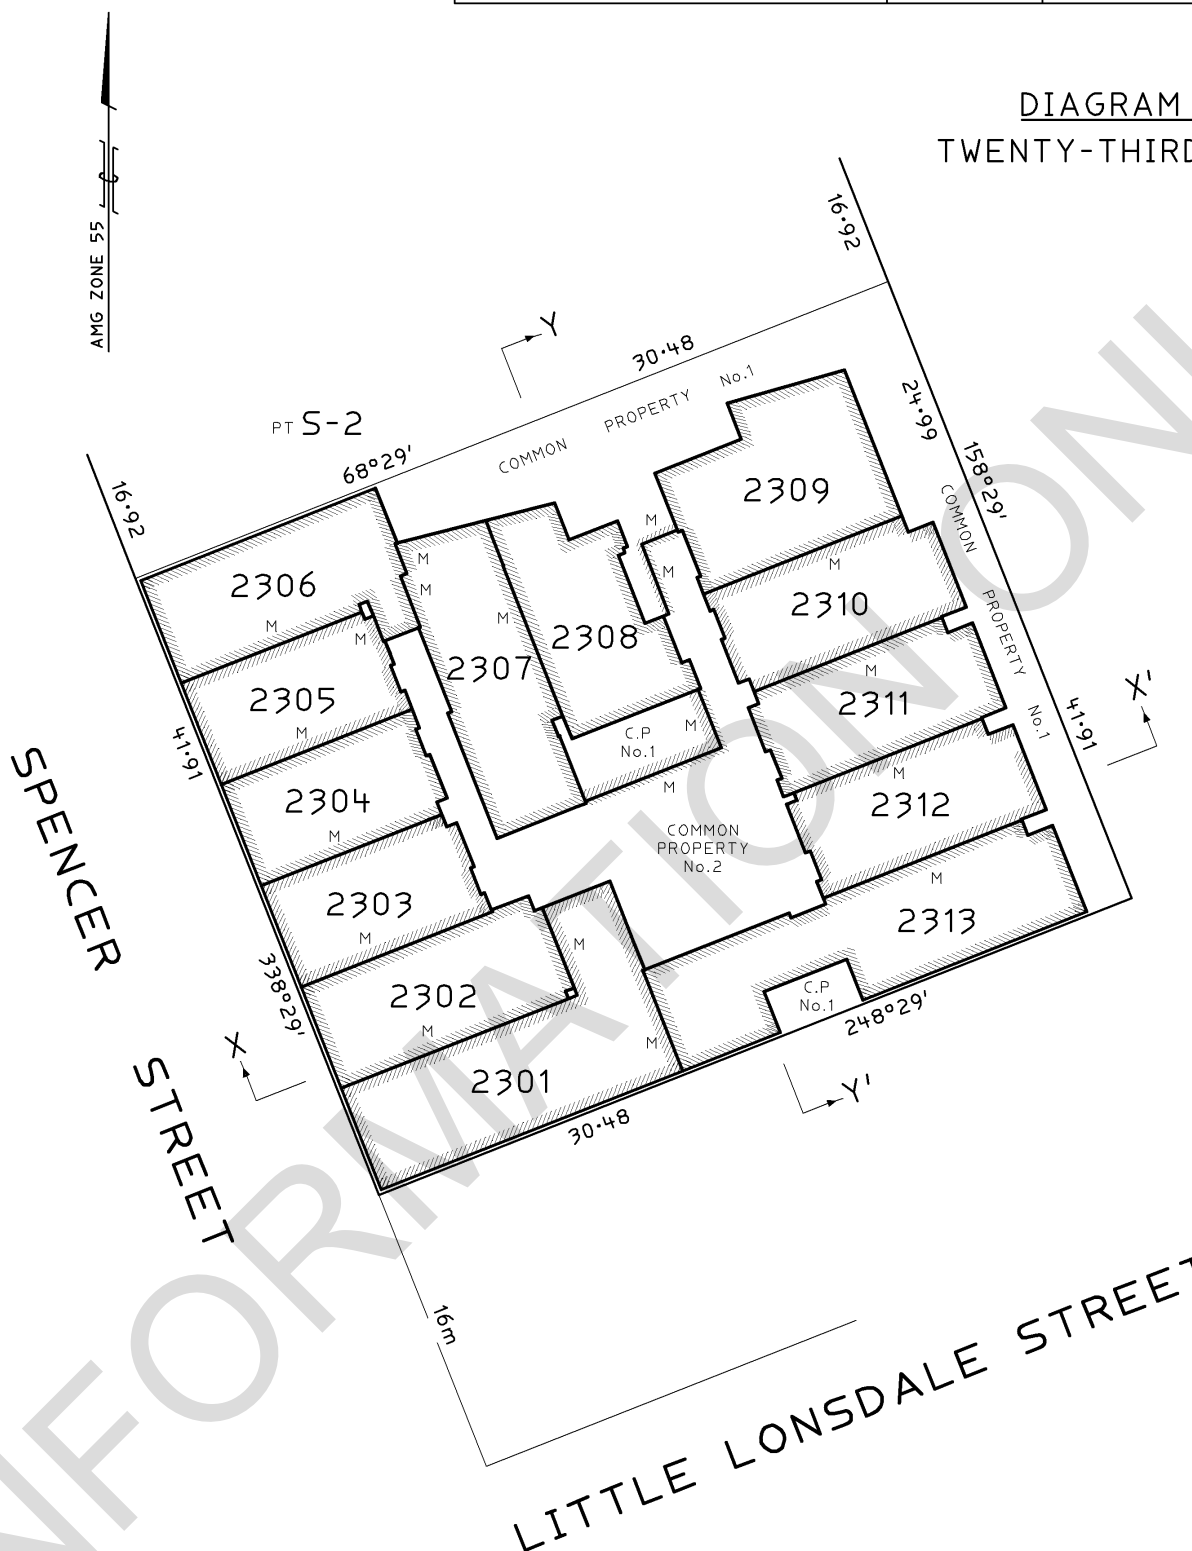 DIAGRAM
TWENTY-THIRD
AMG ZONE 55
16·92
Y
30·48
COMMON PROPERTY No.1
PT S-2
68°29'
24·99
158°29'
16·92
2309
COMMON PROPERTY No.1
M
M
M
M
M
2306
2310
M
M
M
2308
2305
2307
M
2311
X'
M
C.P
No.1
M
41·91
41·91
M
M
SPENCER STREET
2304
2312
M
COMMON
PROPERTY
No.2
M
2303
2313
M
M
338°29'
2302
C.P
No.1
248°29'
M
M
X
2301
Y'
30·48
16m
LITTLE LONSDALE STREET
NFORMATION ONL